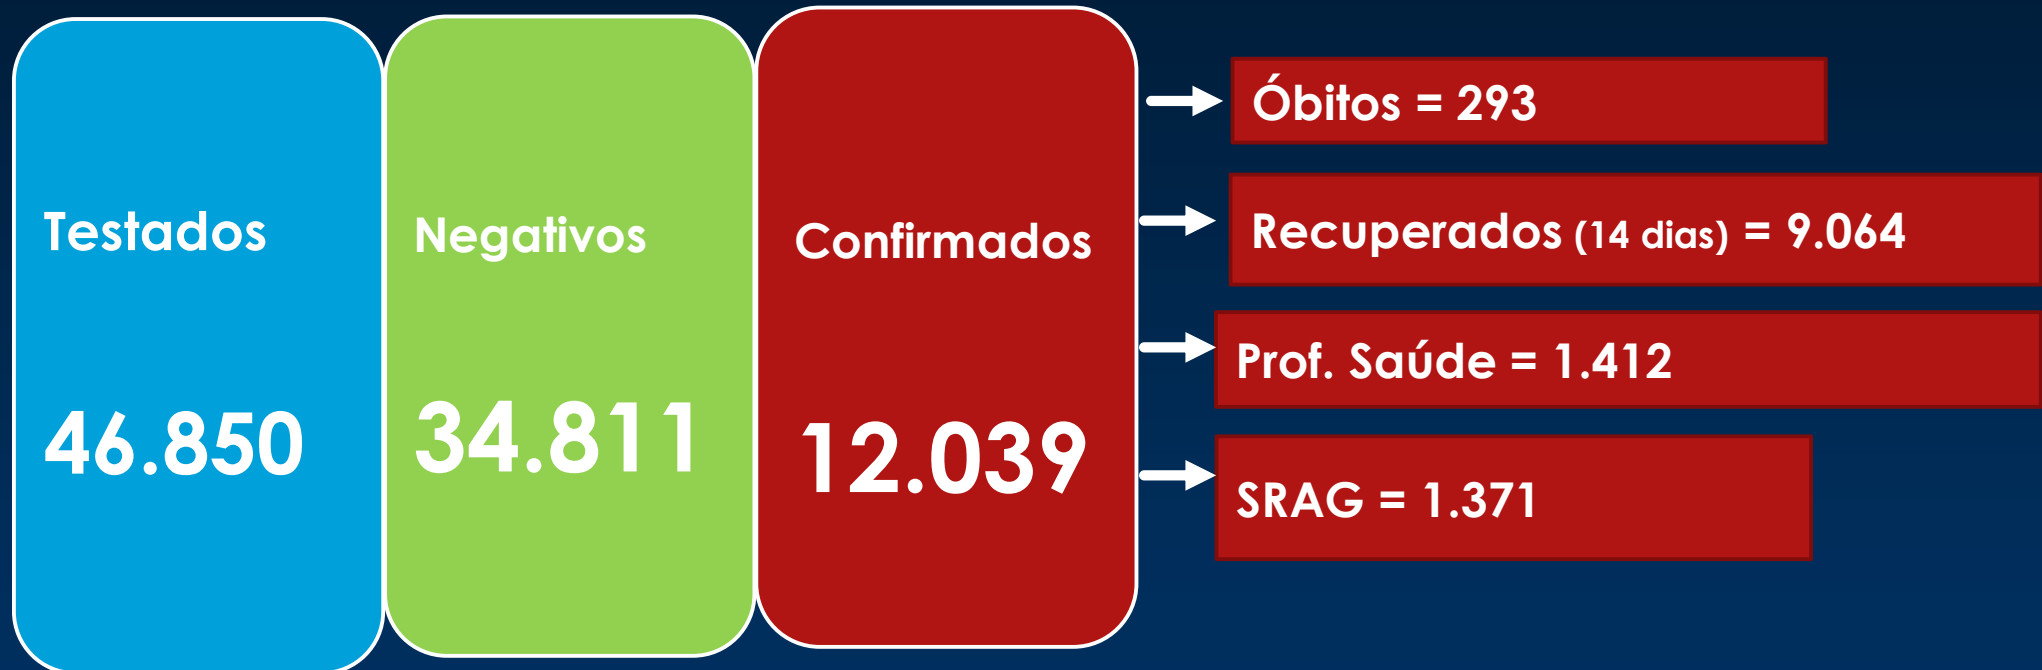 Testados
46.850
Negativos
34.811
Confirmados
12.039
Óbitos = 293
Recuperados (14 dias) = 9.064
Prof. Saúde = 1.412
SRAG = 1.371